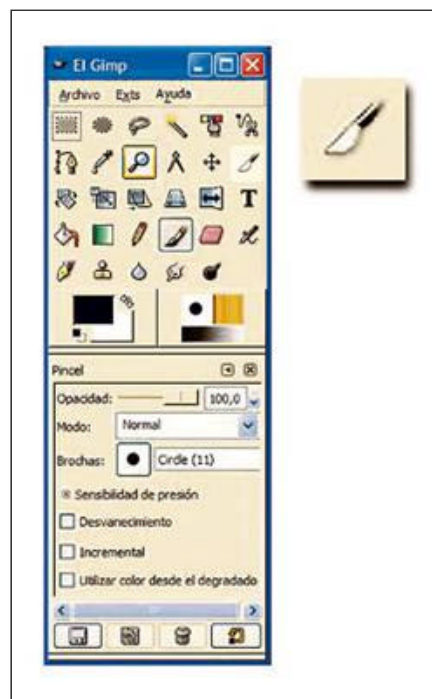 El Gimp
Archivo Exts Ayuda
T
Pincel
Opacidad: 100,0
Modo: Normal
Brochas: Circle (11)
Sensibilidad de presión
Desvanecimiento
Incremental
Utilizar color desde el degradado